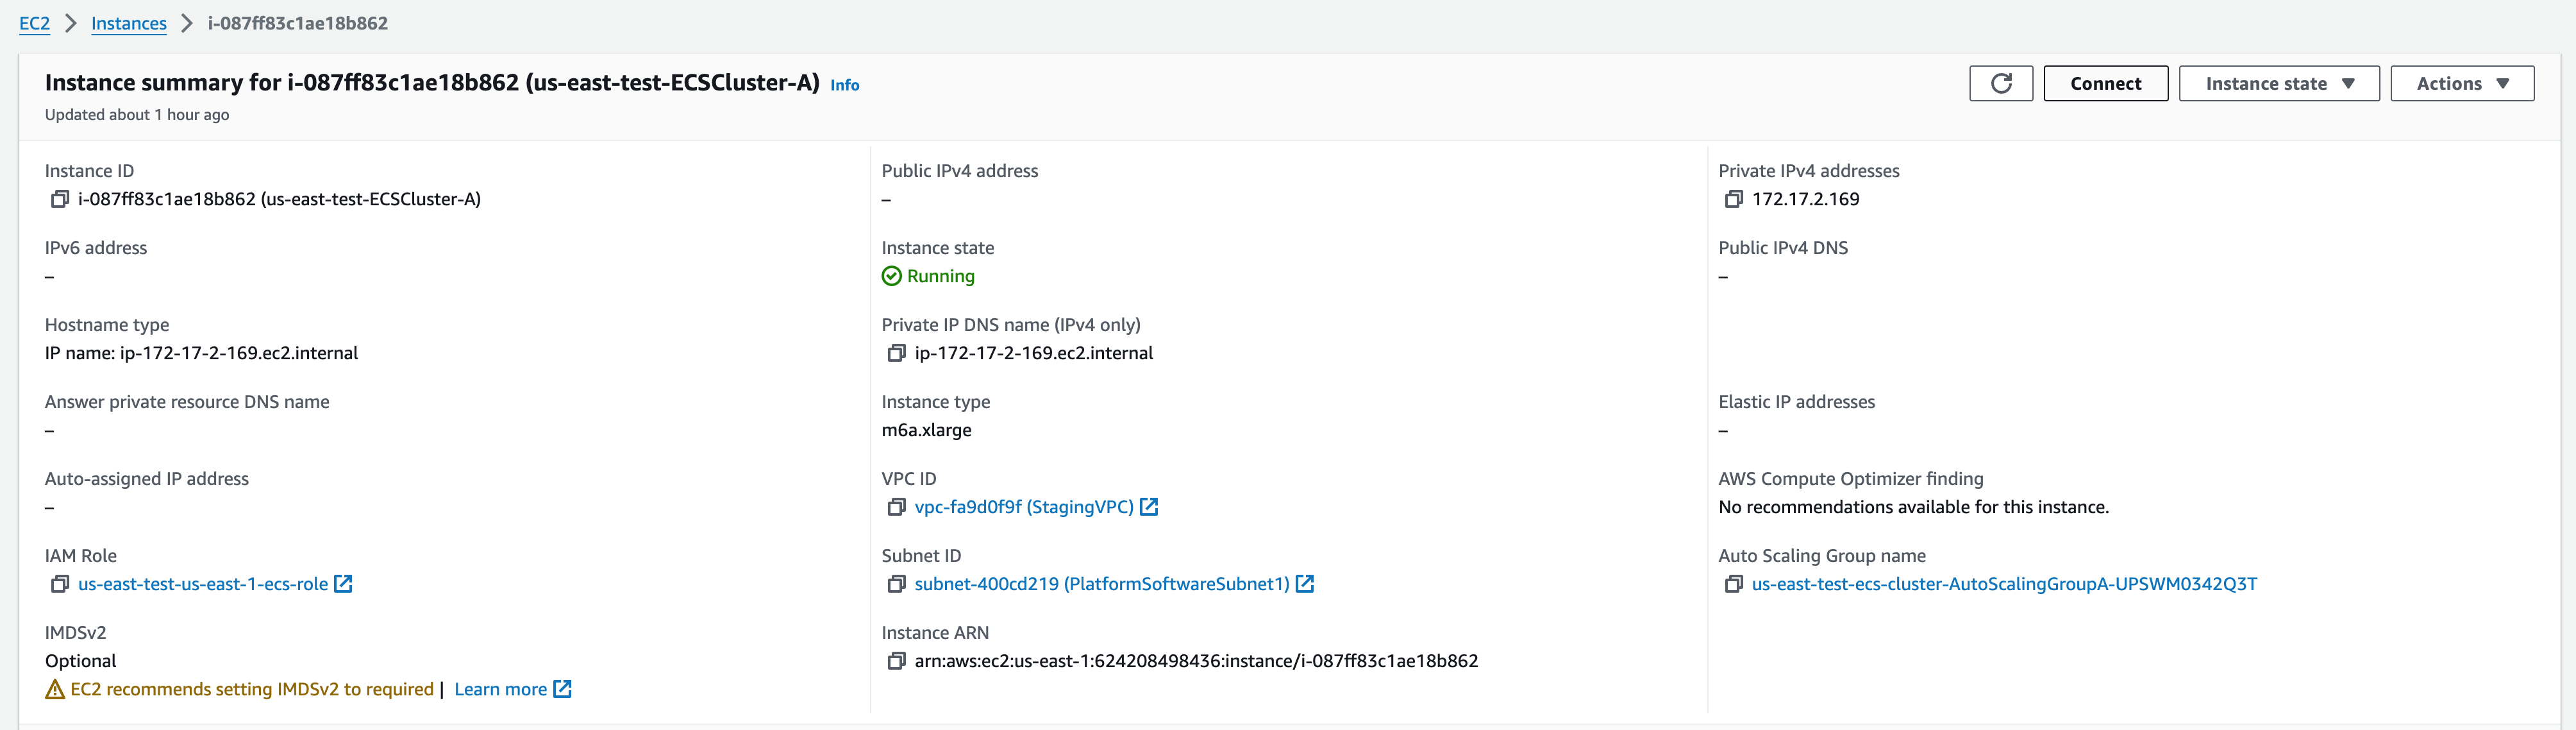 EC2 > Instances > i-087ff83c1ae18b862
Instance summary for i-087ff83c1ae18b862 (us-east-test-ECSCluster-A) Info
Updated about 1 hour ago
Connect
Instance state
Actions
Instance ID
i-087ff83c1ae18b862 (us-east-test-ECSCluster-A)
Public IPv4 address
–
Private IPv4 addresses
172.17.2.169
IPv6 address
–
Instance state
Running
Public IPv4 DNS
–
Hostname type
IP name: ip-172-17-2-169.ec2.internal
Private IP DNS name (IPv4 only)
ip-172-17-2-169.ec2.internal
Answer private resource DNS name
–
Instance type
m6a.xlarge
Elastic IP addresses
–
Auto-assigned IP address
–
VPC ID
vpc-fa9d0f9f (StagingVPC)
AWS Compute Optimizer finding
No recommendations available for this instance.
IAM Role
us-east-test-us-east-1-ecs-role
Subnet ID
subnet-400cd219 (PlatformSoftwareSubnet1)
Auto Scaling Group name
us-east-test-ecs-cluster-AutoScalingGroupA-UPSWM0342Q3T
IMDSv2
Optional
EC2 recommends setting IMDSv2 to required | Learn more
Instance ARN
arn:aws:ec2:us-east-1:624208498436:instance/i-087ff83c1ae18b862